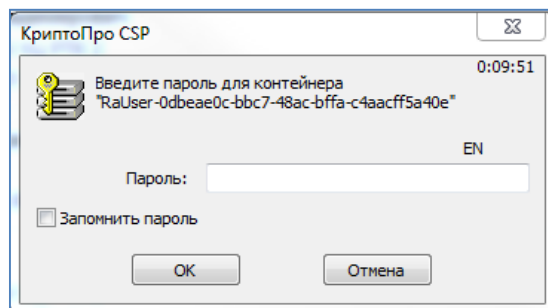 КриптоПро CSP
0:09:51
Введите пароль для контейнера
"RaUser-0dbeae0c-bbc7-48ac-bffa-c4aacff5a40e"
EN
Пароль:
Запомнить пароль
ОК
Отмена